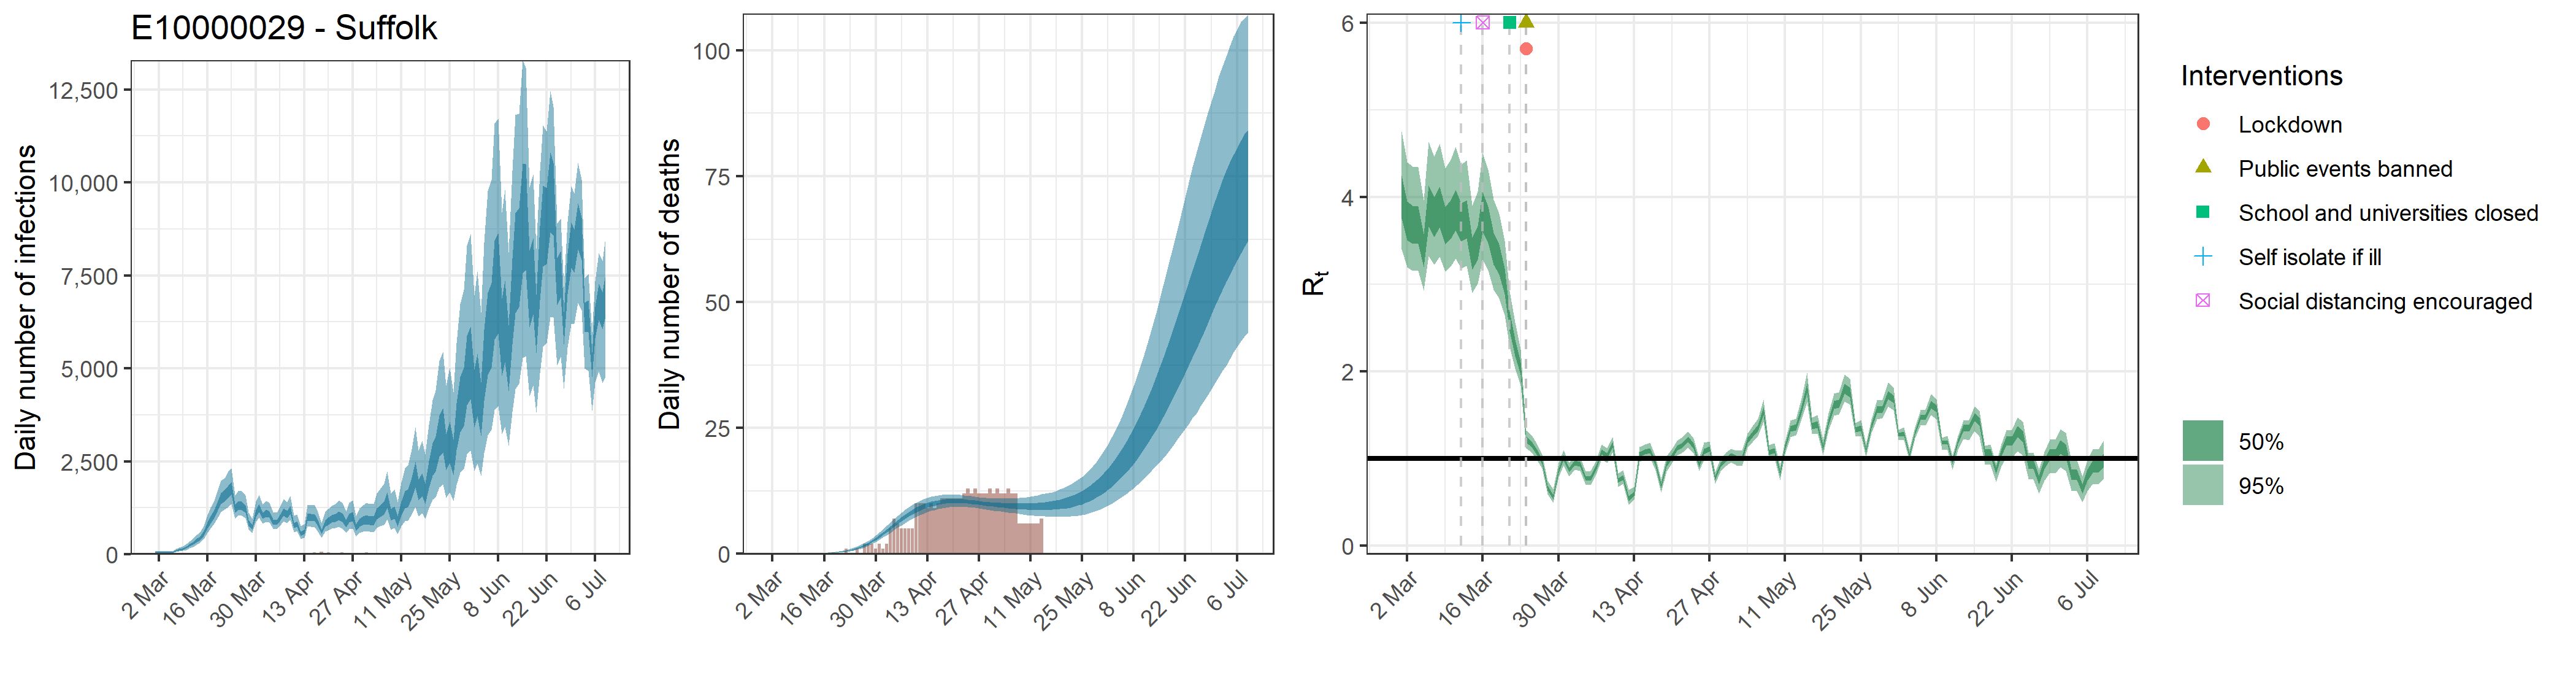 E10000029 - Suffolk
Daily number of infections
12,500
10,000
7,500
5,000
2,500
0
2 Mar
16 Mar
30 Mar
13 Apr
27 Apr
11 May
25 May
8 Jun
22 Jun
6 Jul
Daily number of deaths
100
75
50
25
0
2 Mar
16 Mar
30 Mar
13 Apr
27 Apr
11 May
25 May
8 Jun
22 Jun
6 Jul
Rt
6
4
2
0
2 Mar
16 Mar
30 Mar
13 Apr
27 Apr
11 May
25 May
8 Jun
22 Jun
6 Jul
Interventions
Lockdown
Public events banned
School and universities closed
Self isolate if ill
Social distancing encouraged
50%
95%